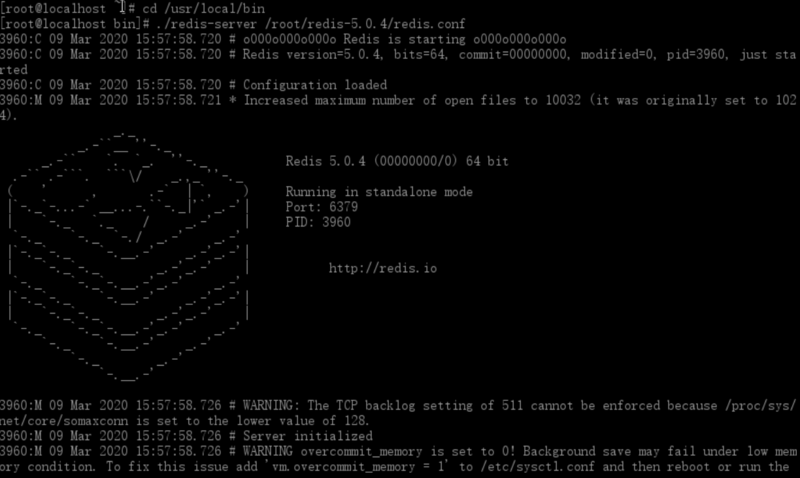 [root@localhost ~]# cd /usr/local/bin
[root@localhost bin]# ./redis-server /root/redis-5.0.4/redis.conf
3960:C 09 Mar 2020 15:57:58.720 # oO0OoO0OoO0Oo Redis is starting oO0OoO0OoO0Oo
3960:C 09 Mar 2020 15:57:58.720 # Redis version=5.0.4, bits=64, commit=00000000, modified=0, pid=3960, just sta
rted
3960:C 09 Mar 2020 15:57:58.720 # Configuration loaded
3960:M 09 Mar 2020 15:57:58.721 * Increased maximum number of open files to 10032 (it was originally set to 102
4).
Redis 5.0.4 (00000000/0) 64 bit
Running in standalone mode
Port: 6379
PID: 3960
http://redis.io
3960:M 09 Mar 2020 15:57:58.726 # WARNING: The TCP backlog setting of 511 cannot be enforced because /proc/sys/
net/core/somaxconn is set to the lower value of 128.
3960:M 09 Mar 2020 15:57:58.726 # Server initialized
3960:M 09 Mar 2020 15:57:58.726 # WARNING overcommit_memory is set to 0! Background save may fail under low mem
ory condition. To fix this issue add 'vm.overcommit_memory = 1' to /etc/sysctl.conf and then reboot or run the